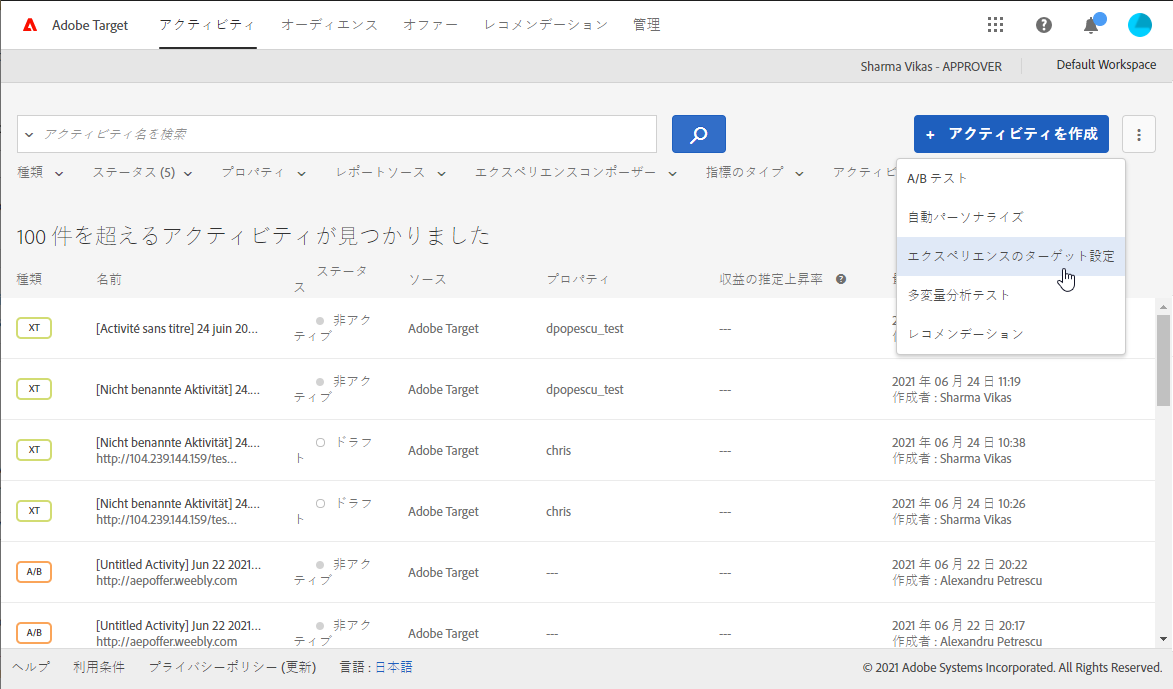 Adobe Target アクティビティ オーディエンス オファー レコメンデーション 管理
Sharma Vikas - APPROVER Default Workspace
アクティビティ名を検索
+ アクティビティを作成
種類 ステータス (5) プロパティ レポートソース エクスペリエンスコンポーザー 指標のタイプ アクティビ
A/B テスト
自動パーソナライズ
エクスペリエンスのターゲット設定
多変量分析テスト
レコメンデーション
100 件を超えるアクティビティが見つかりました
種類 名前 ステータス ソース プロパティ 収益の推定上昇率
XT [Activité sans titre] 24 juin 20... 非アクティブ Adobe Target dpopescu_test ---
XT [Nicht benannte Aktivität] 24.... 非アクティブ Adobe Target dpopescu_test --- 2021 年 06 月 24 日 11:19
作成者 : Sharma Vikas
XT [Nicht benannte Aktivität] 24.... ドラフト Adobe Target chris --- 2021 年 06 月 24 日 10:38
http://104.239.144.159/tes... 作成者 : Sharma Vikas
XT [Nicht benannte Aktivität] 24.... ドラフト Adobe Target chris --- 2021 年 06 月 24 日 10:26
http://104.239.144.159/tes... 作成者 : Sharma Vikas
A/B [Untitled Activity] Jun 22 2021... 非アクティブ Adobe Target --- --- 2021 年 06 月 22 日 20:22
http://aepoffer.weebly.com 作成者 : Alexandru Petrescu
A/B [Untitled Activity] Jun 22 2021... 非アクティブ Adobe Target --- --- 2021 年 06 月 22 日 20:17
http://aepoffer.weebly.com 作成者 : Alexandru Petrescu
ヘルプ 利用条件 プライバシーポリシー (更新) 言語 : 日本語 © 2021 Adobe Systems Incorporated. All Rights Reserved.